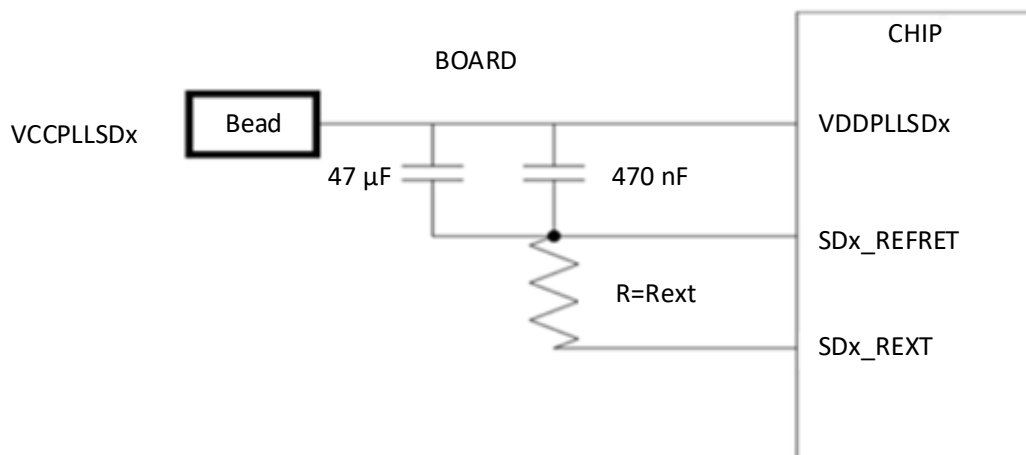 CHIP
BOARD
VCCPLLSDx
Bead
VDDPLLSDx
47 µF
470 nF
SDx_REFRET
R=Rext
SDx_REXT